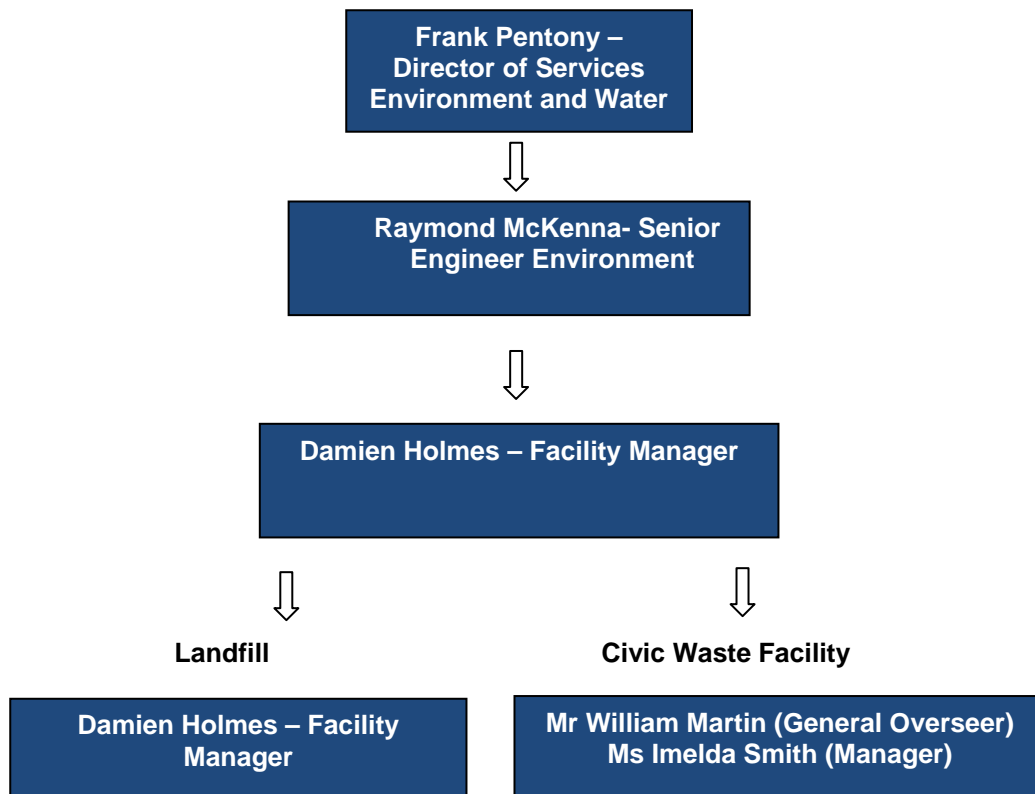 Frank Pentony –
Director of Services
Environment and Water
Raymond McKenna- Senior
Engineer Environment
Damien Holmes – Facility Manager
Landfill
Civic Waste Facility
Damien Holmes – Facility
Manager
Mr William Martin (General Overseer)
Ms Imelda Smith (Manager)